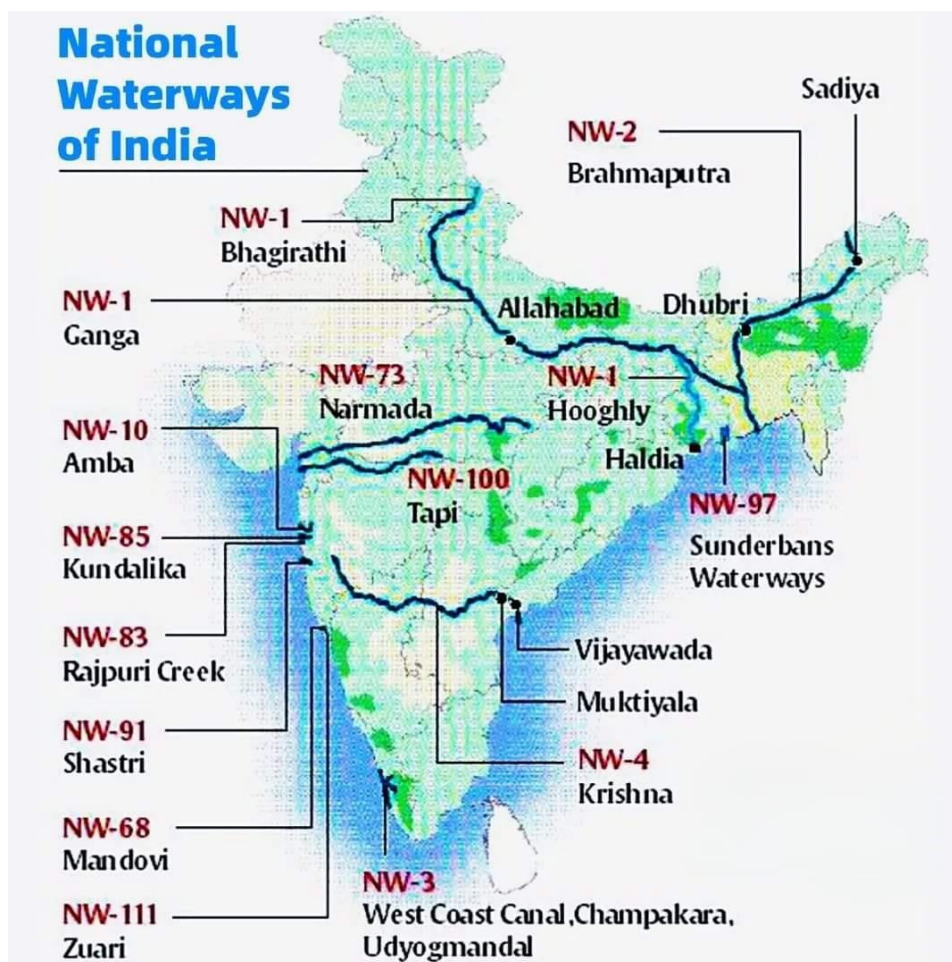 National
Waterways
of India
Sadiya
NW-2
Brahmaputra
NW-1
Bhagirathi
NW-1
Ganga
Allahabad
Dhubri
NW-73
Narmada
NW-1
Hooghly
NW-10
Amba
Haldia
NW-100
Tapi
NW-97
Sunderbans
Waterways
NW-85
Kundalika
NW-83
Rajpuri Creek
Vijayawada
Muktiyala
NW-91
Shastri
NW-4
Krishna
NW-68
Mandovi
NW-3
West Coast Canal,Champakara,
Udyogmandal
NW-111
Zuari